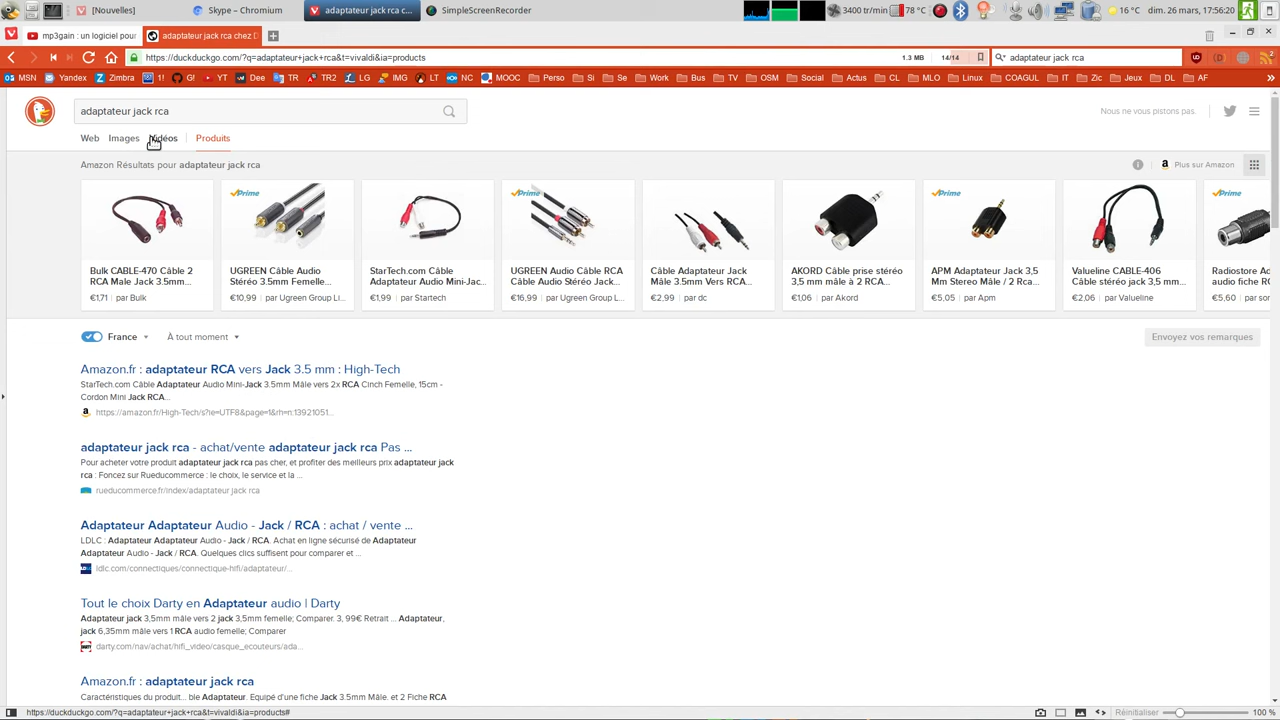 [Nouvelles]
Skype – Chromium
adaptateur jack rca c...
SimpleScreenRecorder
3400 tr/min
78 °C
16 °C
dim. 26 mars, 17:56:20
mp3gain : un logiciel pour
adaptateur jack rca chez D
https://duckduckgo.com/?q=adaptateur+jack+rca&t=vivaldi&ia=products
1.3 MB
14/14
adaptateur jack rca
MSN
Yandex
Zimbra
1!
G!
YT
Dee
TR
TR2
LG
IMG
LT
NC
MOOC
Perso
Si
Se
Work
Bus
TV
OSM
Social
Actus
CL
MLO
Linux
COAGUL
IT
Zic
Jeux
DL
AF
adaptateur jack rca
Nous ne vous pistons pas.
Web
Images
Vidéos
Produits
Amazon Résultats pour adaptateur jack rca
Plus sur Amazon
Bulk CABLE-470 Câble 2
RCA Male Jack 3.5mm...
€1,71 par Bulk
Prime
UGREEN Câble Audio
Stéréo 3.5mm Femelle...
€10,99 par Ugreen Group Li...
StarTech.com Câble
Adaptateur Audio Mini-Jac...
€1,99 par Startech
Prime
UGREEN Audio Câble RCA
Câble Audio Stéréo Jack...
€16,99 par Ugreen Group L...
Câble Adaptateur Jack
Mâle 3.5mm Vers RCA...
€2,99 par dc
AKORD Câble prise stéréo
3,5 mm mâle à 2 RCA...
€1,06 par Akord
Prime
APM Adaptateur Jack 3,5
Mm Stereo Mâle / 2 Rca...
€5,05 par Apm
Valueline CABLE-406
Câble stéréo jack 3,5 mm...
€2,06 par Valueline
Prime
Radiostore Ad
audio fiche RC
€5,60 par sor
France
À tout moment
Envoyez vos remarques
Amazon.fr : adaptateur RCA vers Jack 3.5 mm : High-Tech
StarTech.com Câble Adaptateur Audio Mini-Jack 3.5mm Mâle vers 2x RCA Cinch Femelle, 15cm -
Cordon Mini Jack RCA...
https://amazon.fr/High-Tech/s?ie=UTF8&page=1&rh=n:13921051...
adaptateur jack rca - achat/vente adaptateur jack rca Pas ...
Pour acheter votre produit adaptateur jack rca pas cher, et profiter des meilleurs prix adaptateur jack
rca : Foncez sur Rueducommerce : le choix, le service et la ...
rueducommerce.fr/index/adaptateur jack rca
Adaptateur Adaptateur Audio - Jack / RCA : achat / vente ...
LDLC : Adaptateur Adaptateur Audio - Jack / RCA. Achat en ligne sécurisé de Adaptateur
Adaptateur Audio - Jack / RCA. Quelques clics suffisent pour comparer et ...
ldlc.com/connectiques/connectique-hifi/adaptateur/...
Tout le choix Darty en Adaptateur audio | Darty
Adaptateur jack 3,5mm mâle vers 2 jack 3,5mm femelle; Comparer. 3, 99€ Retrait ... Adaptateur,
jack 6,35mm mâle vers 1 RCA audio femelle; Comparer
darty.com/nav/achat/hifi_video/casque_ecouteurs/ada...
Amazon.fr : adaptateur jack rca
Caractéristiques du produit... ble Adaptateur. Equipé d'une fiche Jack 3.5mm Mâle. et 2 Fiche RCA
https://duckduckgo.com/?q=adaptateur+jack+rca&t=vivaldi&ia=products#
Réinitialiser
100 %